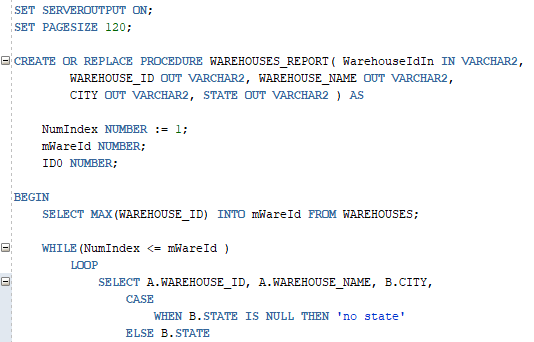 SET SERVEROUTPUT ON;
SET PAGESIZE 120;
CREATE OR REPLACE PROCEDURE WAREHOUSES_REPORT( WarehouseIdIn IN VARCHAR2,
WAREHOUSE_ID OUT VARCHAR2, WAREHOUSE_NAME OUT VARCHAR2,
CITY OUT VARCHAR2, STATE OUT VARCHAR2 ) AS
NumIndex NUMBER := 1;
mWareId NUMBER;
ID0 NUMBER;
BEGIN
SELECT MAX(WAREHOUSE_ID) INTO mWareId FROM WAREHOUSES;
WHILE(NumIndex <= mWareId )
LOOP
SELECT A.WAREHOUSE_ID, A.WAREHOUSE_NAME, B.CITY,
CASE
WHEN B.STATE IS NULL THEN 'no state'
ELSE B.STATE